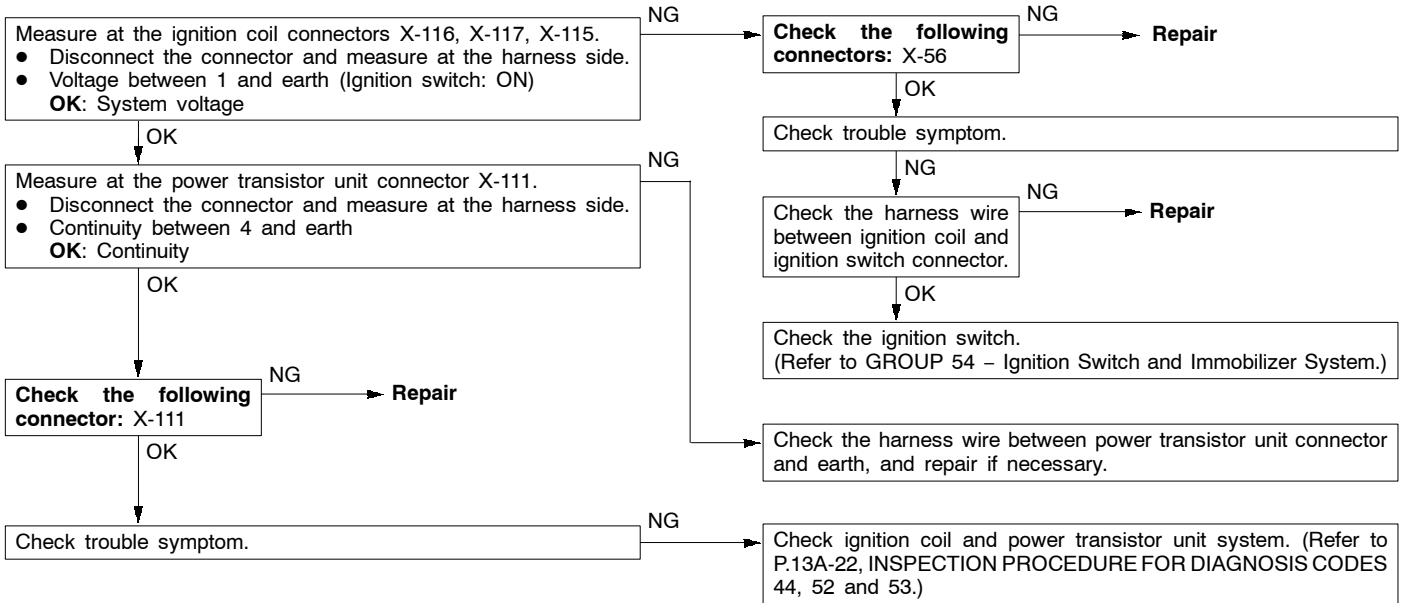 Measure at the ignition coil connectors X-116, X-117, X-115.
● Disconnect the connector and measure at the harness side.
● Voltage between 1 and earth (Ignition switch: ON)
OK: System voltage
NG
Check the following
connectors: X-56
NG
Repair
OK
OK
Check trouble symptom.
NG
Measure at the power transistor unit connector X-111.
● Disconnect the connector and measure at the harness side.
● Continuity between 4 and earth
OK: Continuity
NG
Check the harness wire
between ignition coil and
ignition switch connector.
NG
Repair
OK
OK
Check the ignition switch.
(Refer to GROUP 54 – Ignition Switch and Immobilizer System.)
Check the following
connector: X-111
NG
Repair
OK
Check the harness wire between power transistor unit connector
and earth, and repair if necessary.
Check trouble symptom.
NG
Check ignition coil and power transistor unit system. (Refer to
P.13A-22, INSPECTION PROCEDURE FOR DIAGNOSIS CODES
44, 52 and 53.)